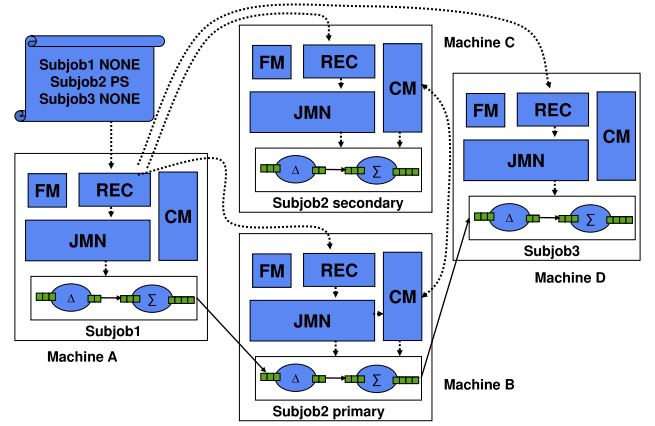 Subjob1 NONE
Subjob2 PS
Subjob3 NONE
FM
REC
CM
JMN
Δ
Σ
Subjob1
Machine A
FM
REC
CM
JMN
Δ
Σ
Subjob2 secondary
Machine C
FM
REC
CM
JMN
Δ
Σ
Subjob2 primary
Machine B
FM
REC
CM
JMN
Δ
Σ
Subjob3
Machine D